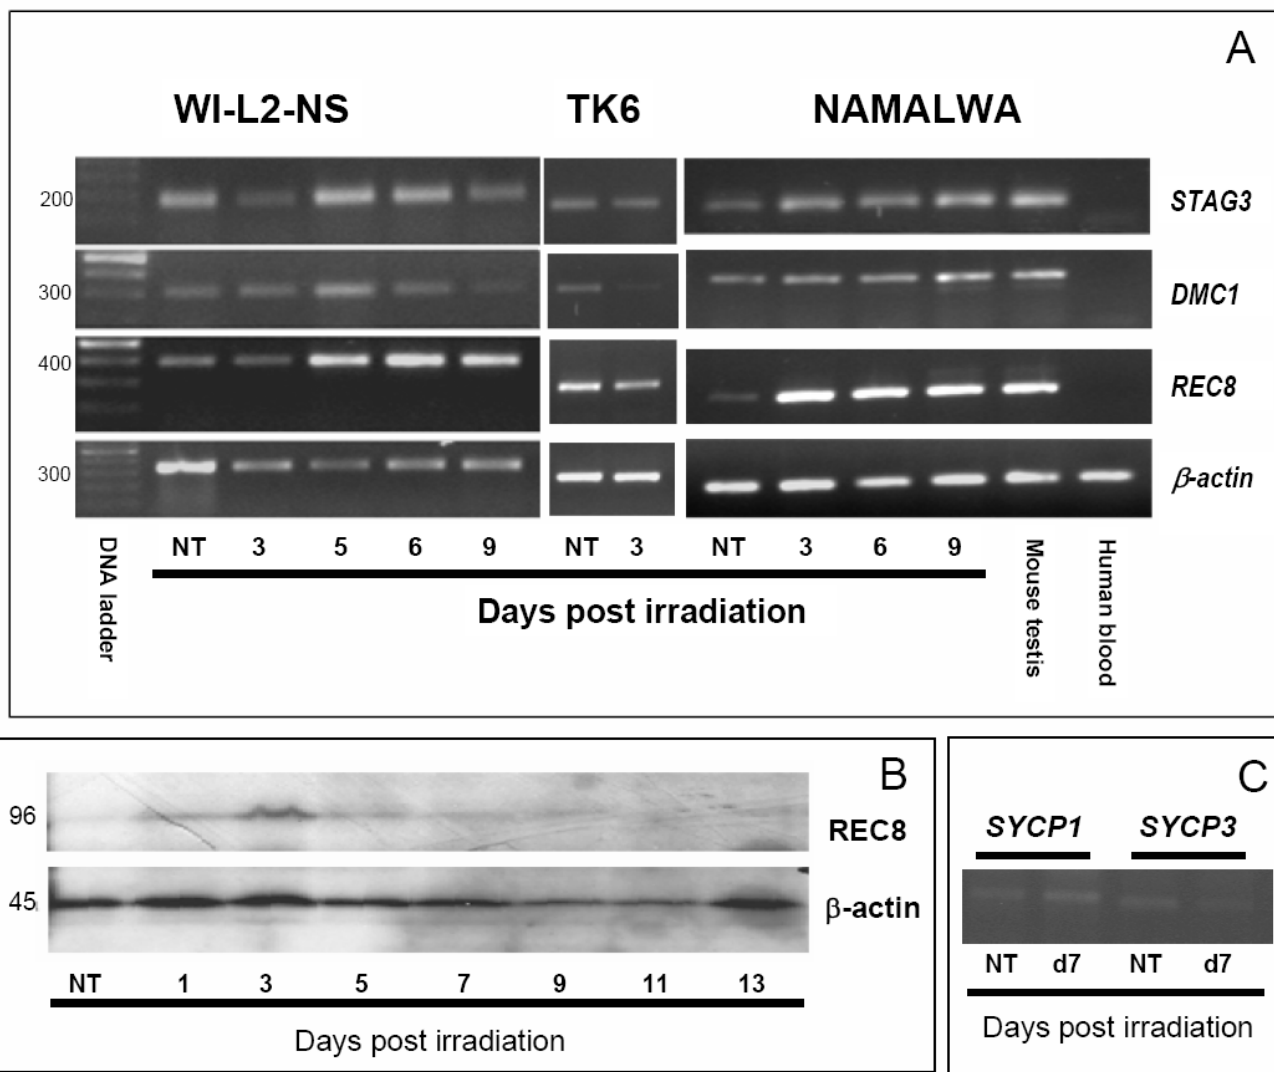 A
WI-L2-NS TK6 NAMALWA
200 STAG3
300 DMC1
400 REC8
300 β-actin
DNA ladder NT 3 5 6 9 NT 3 NT 3 6 9 Mouse testis Human blood
Days post irradiation
B
96 REC8
45 β-actin
NT 1 3 5 7 9 11 13
Days post irradiation
C
SYCP1 SYCP3
NT d7 NT d7
Days post irradiation